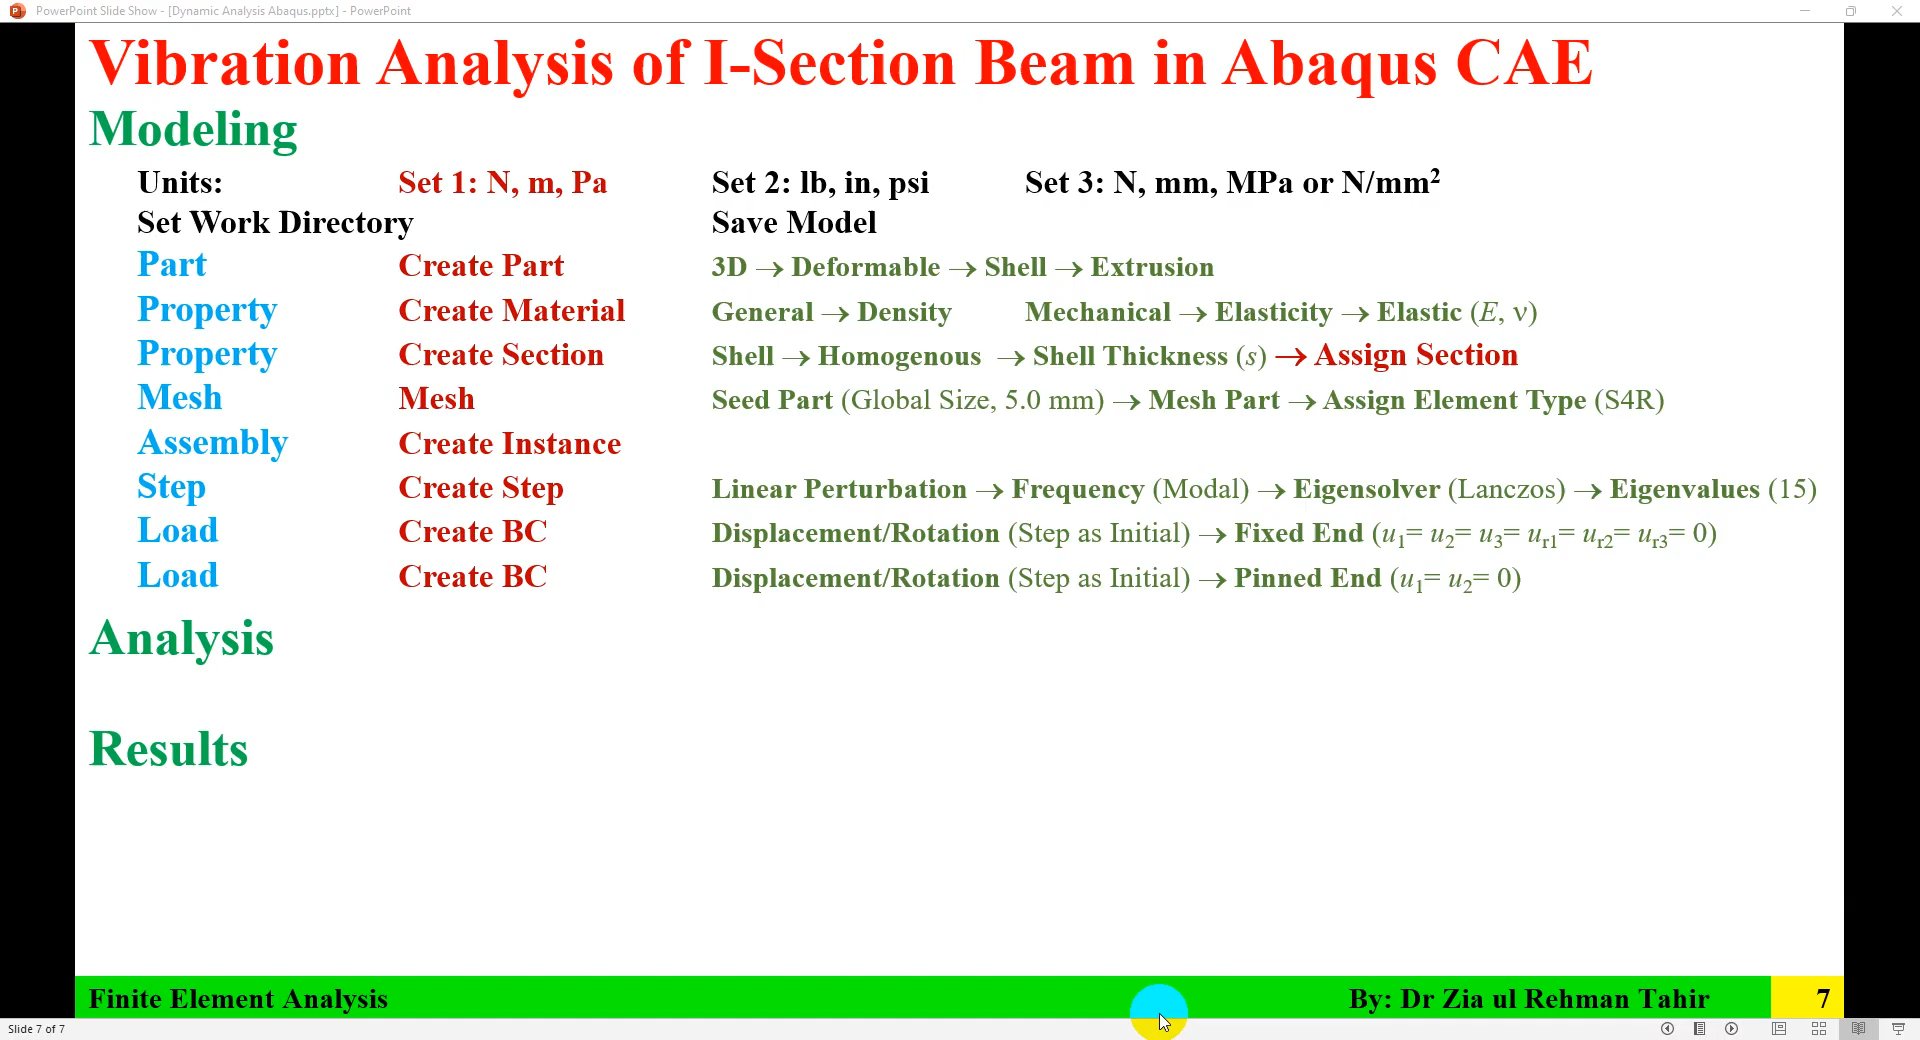 PowerPoint Slide Show - [Dynamic Analysis Abaqus.pptx] - PowerPoint
Vibration Analysis of I-Section Beam in Abaqus CAE
Modeling
Units: Set 1: N, m, Pa Set 2: lb, in, psi Set 3: N, mm, MPa or N/mm²
Set Work Directory Save Model
Part Create Part 3D → Deformable → Shell → Extrusion
Property Create Material General → Density Mechanical → Elasticity → Elastic (E, ν)
Property Create Section Shell → Homogenous → Shell Thickness (s) → Assign Section
Mesh Mesh Seed Part (Global Size, 5.0 mm) → Mesh Part → Assign Element Type (S4R)
Assembly Create Instance
Step Create Step Linear Perturbation → Frequency (Modal) → Eigensolver (Lanczos) → Eigenvalues (15)
Load Create BC Displacement/Rotation (Step as Initial) → Fixed End (u₁= u₂= u₃= uᵣ₁= uᵣ₂= uᵣ₃= 0)
Load Create BC Displacement/Rotation (Step as Initial) → Pinned End (u₁= u₂= 0)
Analysis
Results
Finite Element Analysis By: Dr Zia ul Rehman Tahir 7
Slide 7 of 7